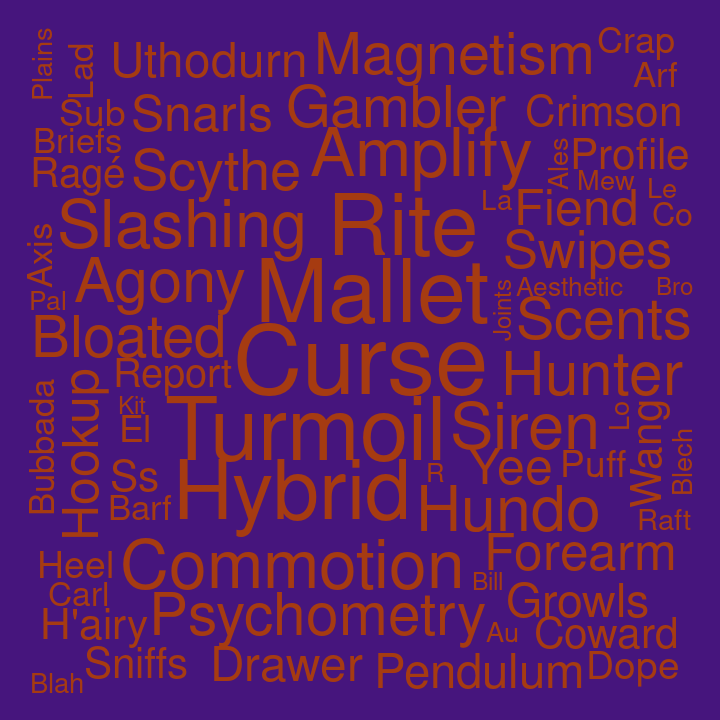 Plains
Lad
Uthodurn
Magnetism
Crap
Arf
Sub
Snarls
Gambler
Crimson
Briefs
Ragé
Scythe
Amplify
Ales
Profile
Mew
Le
La
Fiend
Co
Slashing
Rite
Axis
Swipes
Agony
Mallet
Aesthetic
Bro
Pal
Joints
Scents
Bloated
Curse
Report
Hunter
Bubbada
Hookup
Kit
El
Turmoil
Siren
Lo
Wang
Blech
Ss
Hybrid
R
Yee
Puff
Barf
Hundo
Raft
Heel
Commotion
Forearm
Bill
Carl
Growls
H'airy
Psychometry
Au
Coward
Sniffs
Drawer
Pendulum
Dope
Blah